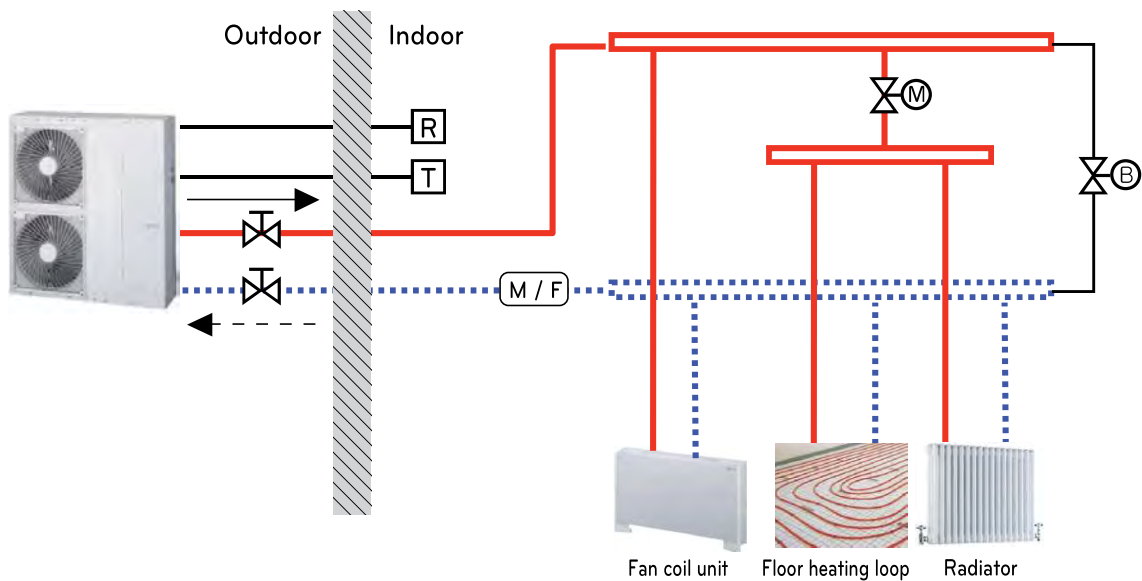 Outdoor
Indoor
M
R
T
B
M / F
Fan coil unit
Floor heating loop
Radiator